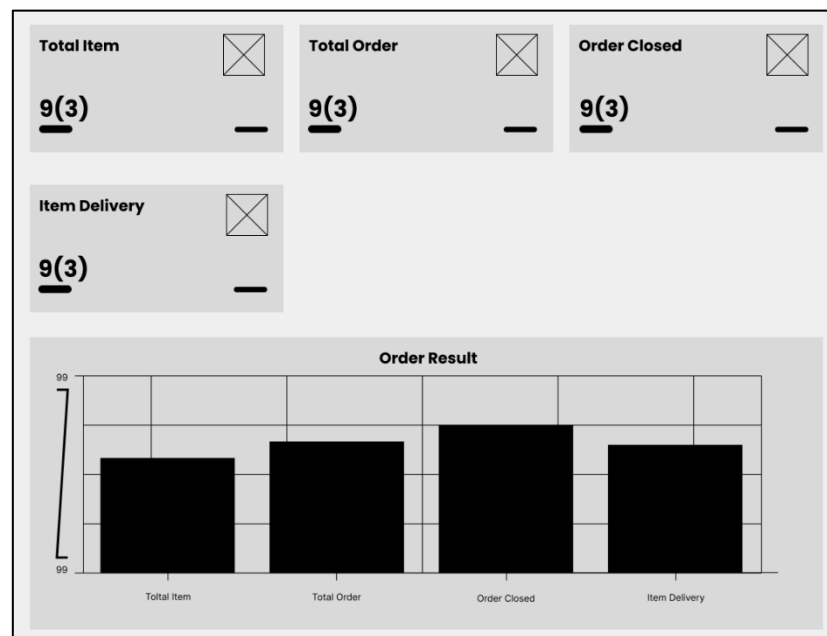 Total Item
Total Order
Order Closed
9(3)
9(3)
9(3)
Item Delivery
9(3)
Order Result
99
99
Toltal Item
Total Order
Order Closed
Item Delivery